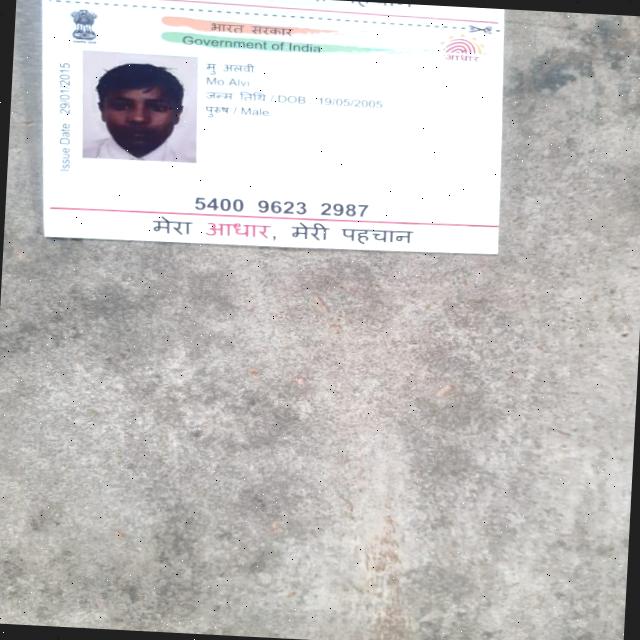 भारत सरकार
Government of India
आधार
Issue Date : 29/01/2015
मु अलवी
Mo Alvi
जन्म तिथि / DOB : 19/05/2005
पुरुष / Male
5400 9623 2987
मेरा आधार, मेरी पहचान